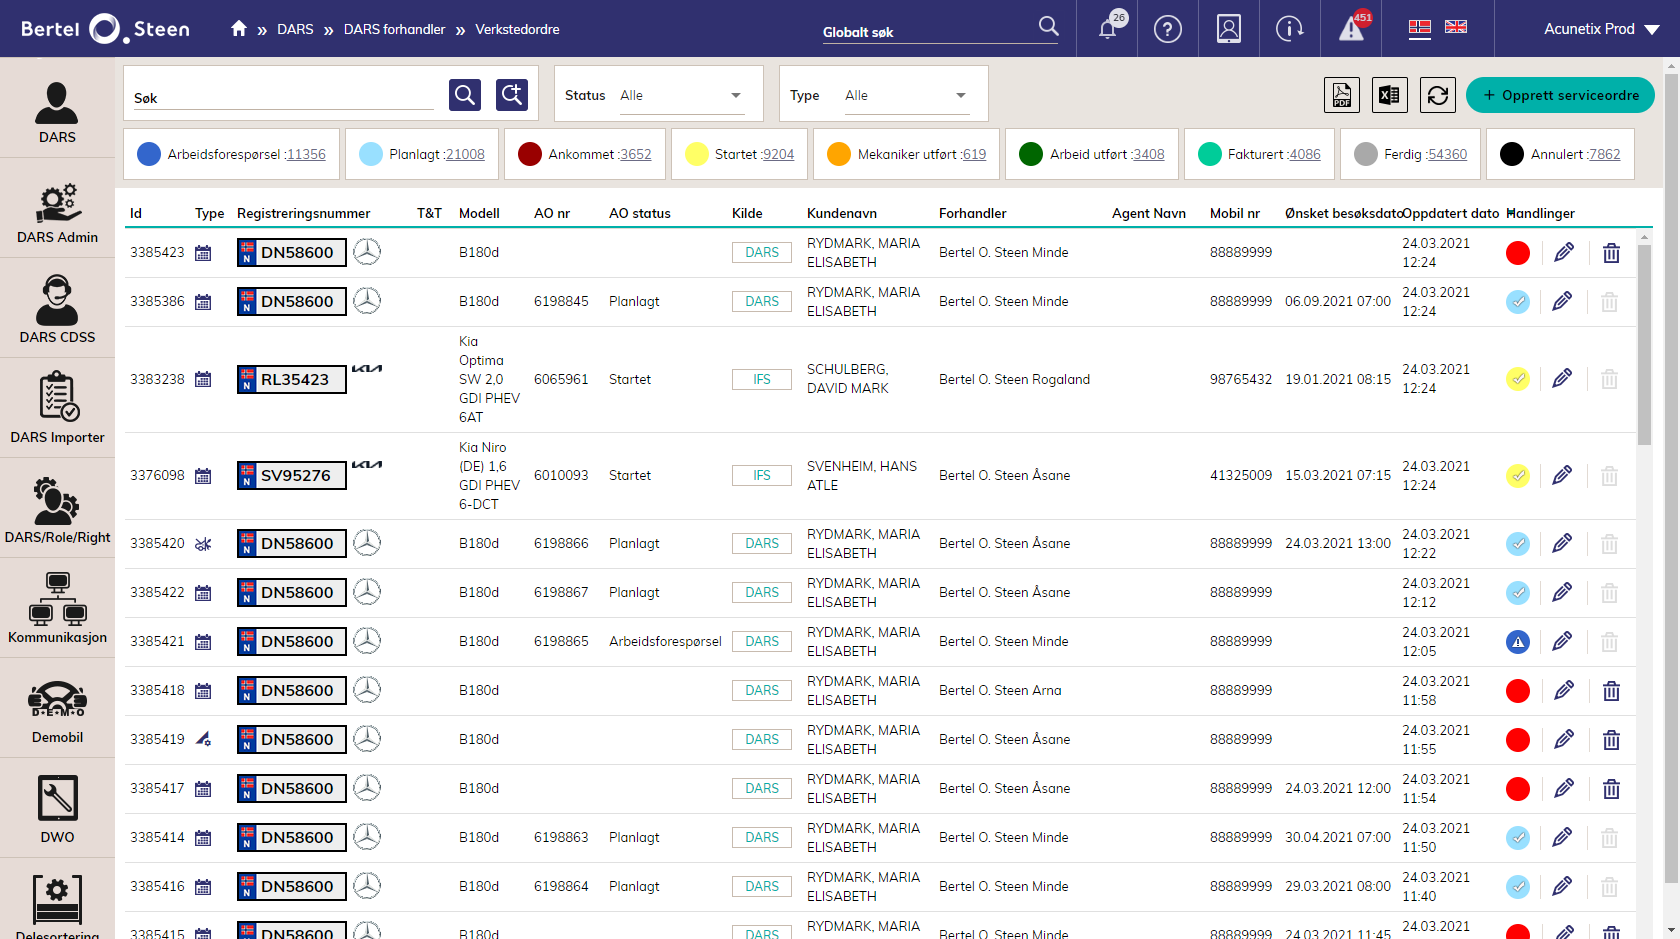 Bertel O. Steen
DARS
DARS forhandler
Verkstedordre
Globalt søk
26
451
Acunetix Prod
DARS
DARS Admin
DARS CDSS
DARS Importer
DARS/Role/Right
Kommunikasjon
D·E·M·O
Demobil
DWO
Delesortering
Søk
Status Alle
Type Alle
PDF
+ Opprett serviceordre
Arbeidsforespørsel :11356
Planlagt :21008
Ankommet :3652
Startet :9204
Mekaniker utført :619
Arbeid utført :3408
Fakturert :4086
Ferdig :54360
Annulert :7862
Id Type Registreringsnummer T&T Modell AO nr AO status Kilde Kundenavn Forhandler Agent Navn Mobil nr Ønsket besøksdato Oppdatert dato Handlinger
3385423 N DN58600 B180d DARS RYDMARK, MARIA ELISABETH Bertel O. Steen Minde 88889999 24.03.2021 12:24
3385386 N DN58600 B180d 6198845 Planlagt DARS RYDMARK, MARIA ELISABETH Bertel O. Steen Minde 88889999 06.09.2021 07:00 24.03.2021 12:24
3383238 N RL35423 Kia Optima SW 2,0 GDI PHEV 6AT 6065961 Startet IFS SCHULBERG, DAVID MARK Bertel O. Steen Rogaland 98765432 19.01.2021 08:15 24.03.2021 12:24
3376098 N SV95276 Kia Niro (DE) 1,6 GDI PHEV 6-DCT 6010093 Startet IFS SVENHEIM, HANS ATLE Bertel O. Steen Åsane 41325009 15.03.2021 07:15 24.03.2021 12:24
3385420 N DN58600 B180d 6198866 Planlagt DARS RYDMARK, MARIA ELISABETH Bertel O. Steen Åsane 88889999 24.03.2021 13:00 24.03.2021 12:22
3385422 N DN58600 B180d 6198867 Planlagt DARS RYDMARK, MARIA ELISABETH Bertel O. Steen Åsane 88889999 24.03.2021 12:12
3385421 N DN58600 B180d 6198865 Arbeidsforespørsel DARS RYDMARK, MARIA ELISABETH Bertel O. Steen Minde 88889999 24.03.2021 12:05
3385418 N DN58600 B180d DARS RYDMARK, MARIA ELISABETH Bertel O. Steen Arna 88889999 24.03.2021 11:58
3385419 N DN58600 B180d DARS RYDMARK, MARIA ELISABETH Bertel O. Steen Åsane 88889999 24.03.2021 11:55
3385417 N DN58600 B180d DARS RYDMARK, MARIA ELISABETH Bertel O. Steen Åsane 88889999 24.03.2021 12:00 24.03.2021 11:54
3385414 N DN58600 B180d 6198863 Planlagt DARS RYDMARK, MARIA ELISABETH Bertel O. Steen Minde 88889999 30.04.2021 07:00 24.03.2021 11:50
3385416 N DN58600 B180d 6198864 Planlagt DARS RYDMARK, MARIA ELISABETH Bertel O. Steen Minde 88889999 29.03.2021 08:00 24.03.2021 11:40
3385415 N DN58600 B180d DARS RYDMARK, MARIA Bertel O. Steen Minde 88889999 24.03.2021 11:45 24.03.2021